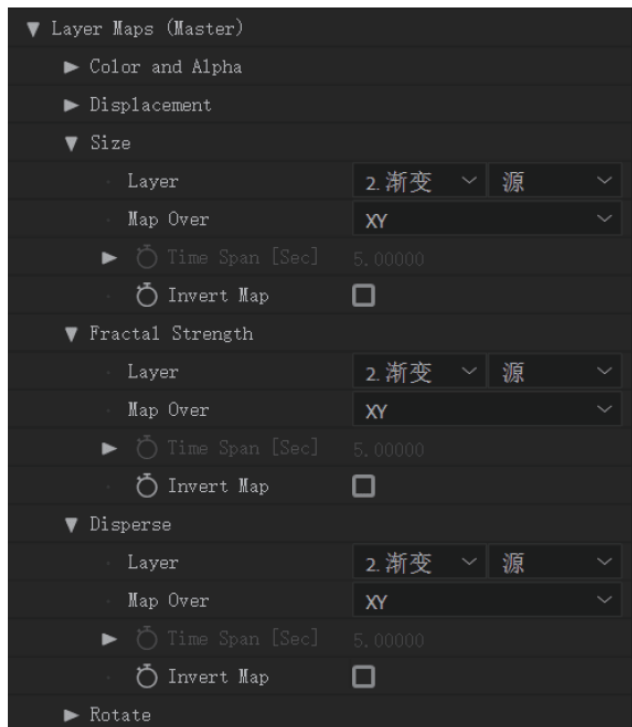 Layer Maps (Master)
Color and Alpha
Displacement
Size
Layer 2. 渐变 源
Map Over XY
Time Span [Sec] 5.00000
Invert Map
Fractal Strength
Layer 2. 渐变 源
Map Over XY
Time Span [Sec] 5.00000
Invert Map
Disperse
Layer 2. 渐变 源
Map Over XY
Time Span [Sec] 5.00000
Invert Map
Rotate